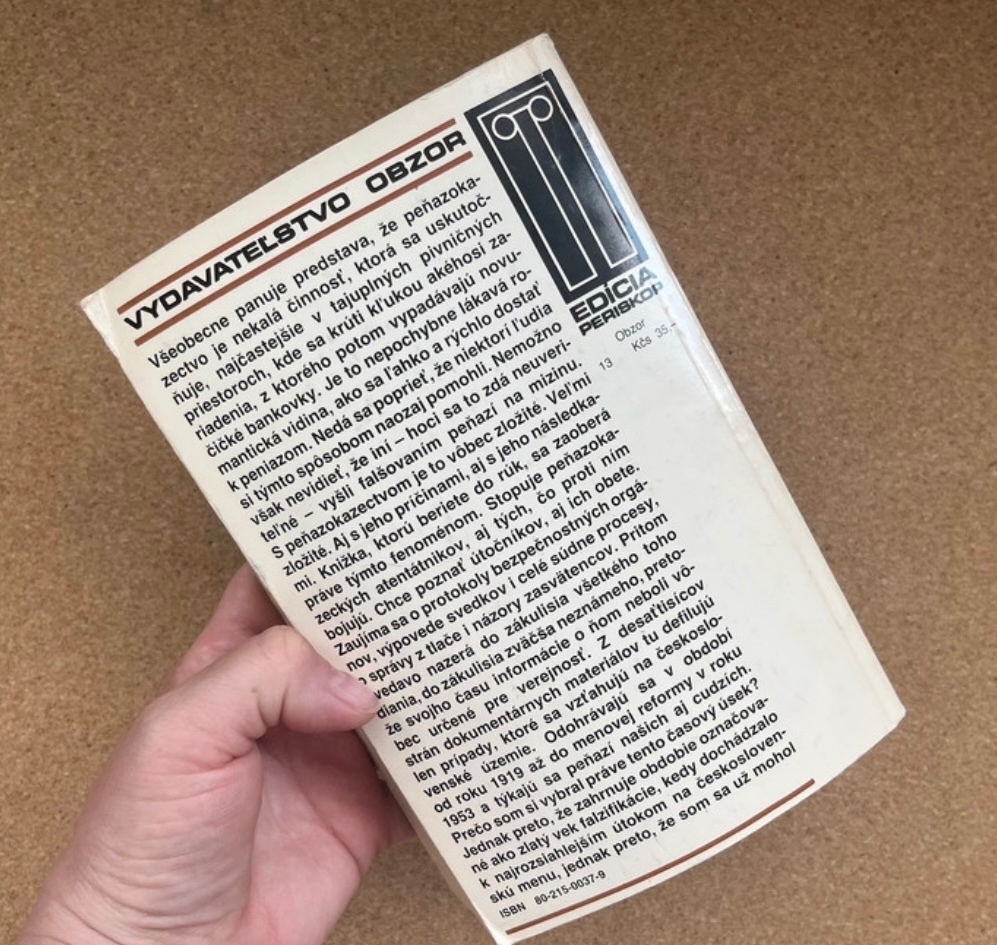 VYDAVATEĽSTVO OBZOR
Všeobecne panuje predstava, že peňazoka-
zectvo je nekalá činnosť, ktorá sa uskutoč-
ňuje, najčastejšie v tajuplných pivničných
priestoroch, kde sa krúti kľukou akéhosi za-
riadenia, z ktorého potom vypadávajú novu-
čičké bankovky. Je to nepochybne lákavá ro-
mantická vidina, ako sa ľahko a rýchlo dostať
k peniazom. Nedá sa poprieť, že niektorí ľudia
si týmto spôsobom naozaj pomohli. Nemožno
však nevidieť, že iní – hoci sa to zdá neuveri-
teľné – vyšli falšovaním peňazí na mizinu.
S peňazokazectvom je to vôbec zložité. Veľmi
zložité. Aj s jeho príčinami, aj s jeho následka-
mi. Knižka, ktorú beriete do rúk, sa zaoberá
práve týmto fenoménom. Stopuje peňazoka-
zeckých atentátnikov, aj tých, čo proti ním
bojujú. Chce poznať útočníkov, aj ich obete.
Zaujíma sa o protokoly bezpečnostných orgá-
nov, výpovede svedkov i celé súdne procesy,
o správy z tlače i názory zasvätencov. Pritom
vedavo nazerá do zákulisia všetkého toho
diania, do zákulisia zväčša neznámeho, preto-
že svojho času informácie o ňom neboli vô-
bec určené pre verejnosť. Z desaťtisícov
strán dokumentárnych materiálov tu defilujú
len prípady, ktoré sa vzťahujú na českoslo-
venské územie. Odohrávajú sa v období
od roku 1919 až do menovej reformy v roku
1953 a týkajú sa peňazí našich aj cudzích.
Prečo som si vybral práve tento časový úsek?
Jednak preto, že zahrnuje obdobie označova-
né ako zlatý vek falzifikácie, kedy dochádzalo
k najrozsiahlejším útokom na českosloven-
skú menu, jednak preto, že som sa už mohol
ISBN 80-215-0037-9
EDÍCIA
PERISKOP
Obzor
13 Kčs 35,-